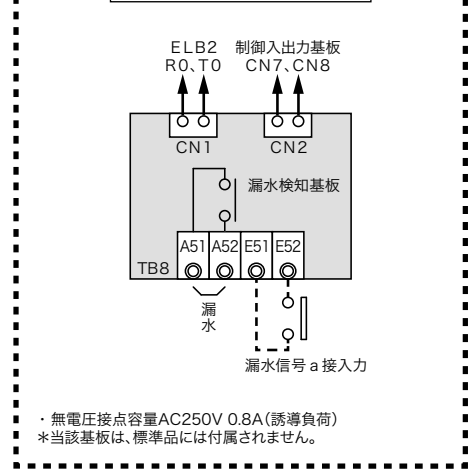 ELB2 制御入出力基板
R0、T0 CN7、CN8
CN1 CN2
漏水検知基板
A51 A52 E51 E52
TB8
漏水
漏水信号a接入力
・無電圧接点容量AC250V 0.8A(誘導負荷)
＊当該基板は、標準品には付属されません。